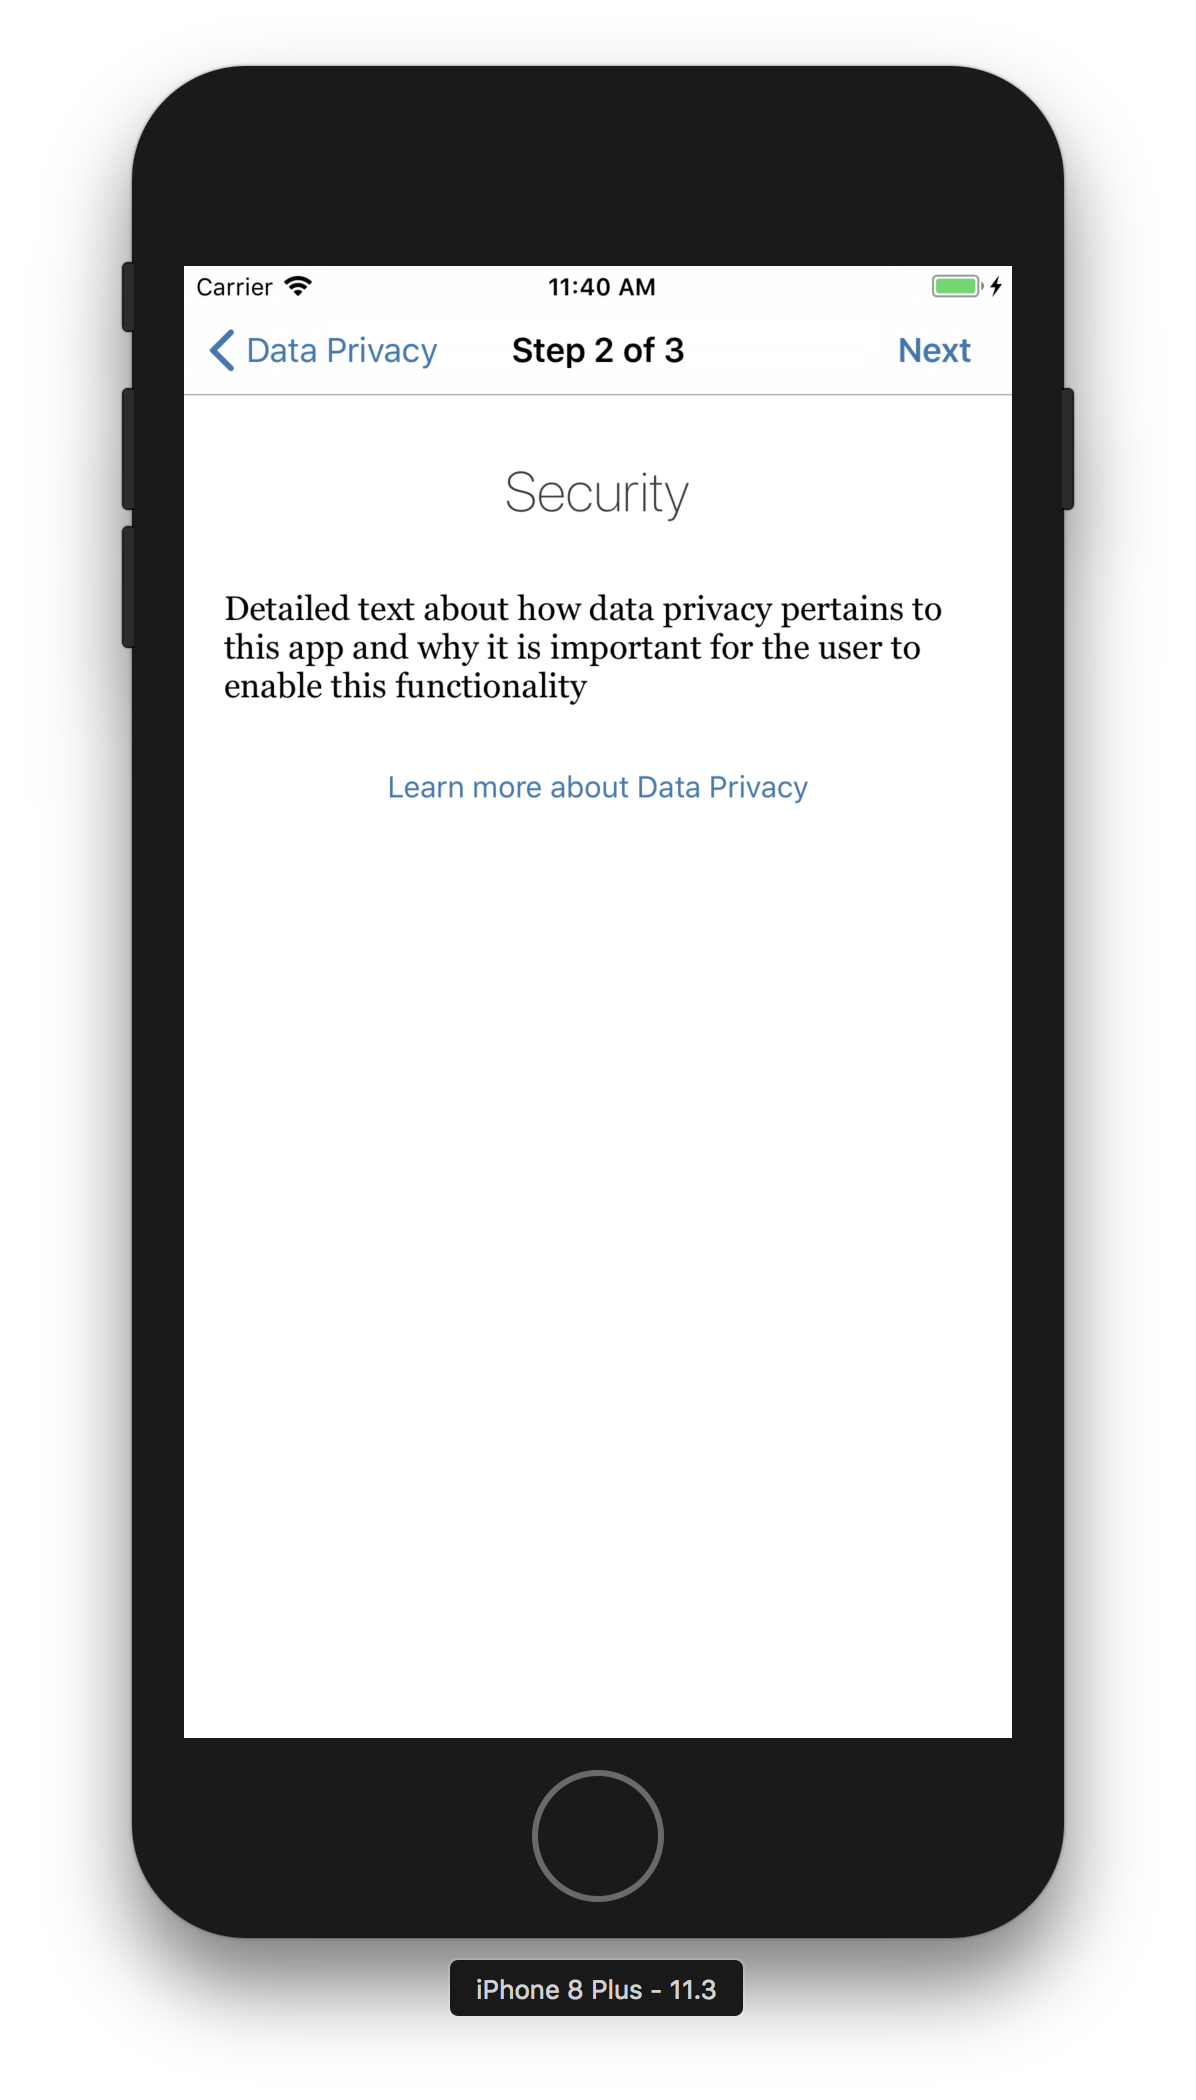 Carrier
11:40 AM
Data Privacy
Step 2 of 3
Next
Security
Detailed text about how data privacy pertains to
this app and why it is important for the user to
enable this functionality
Learn more about Data Privacy
iPhone 8 Plus - 11.3